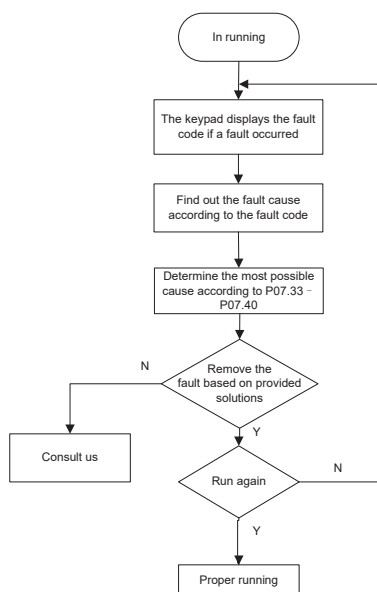 In running
The keypad displays the fault
code if a fault occurred
Find out the fault cause
according to the fault code
Determine the most possible
cause according to P07.33–
P07.40
N
Remove the
fault based on provided
solutions
Y
Consult us
Run again
N
Y
Proper running